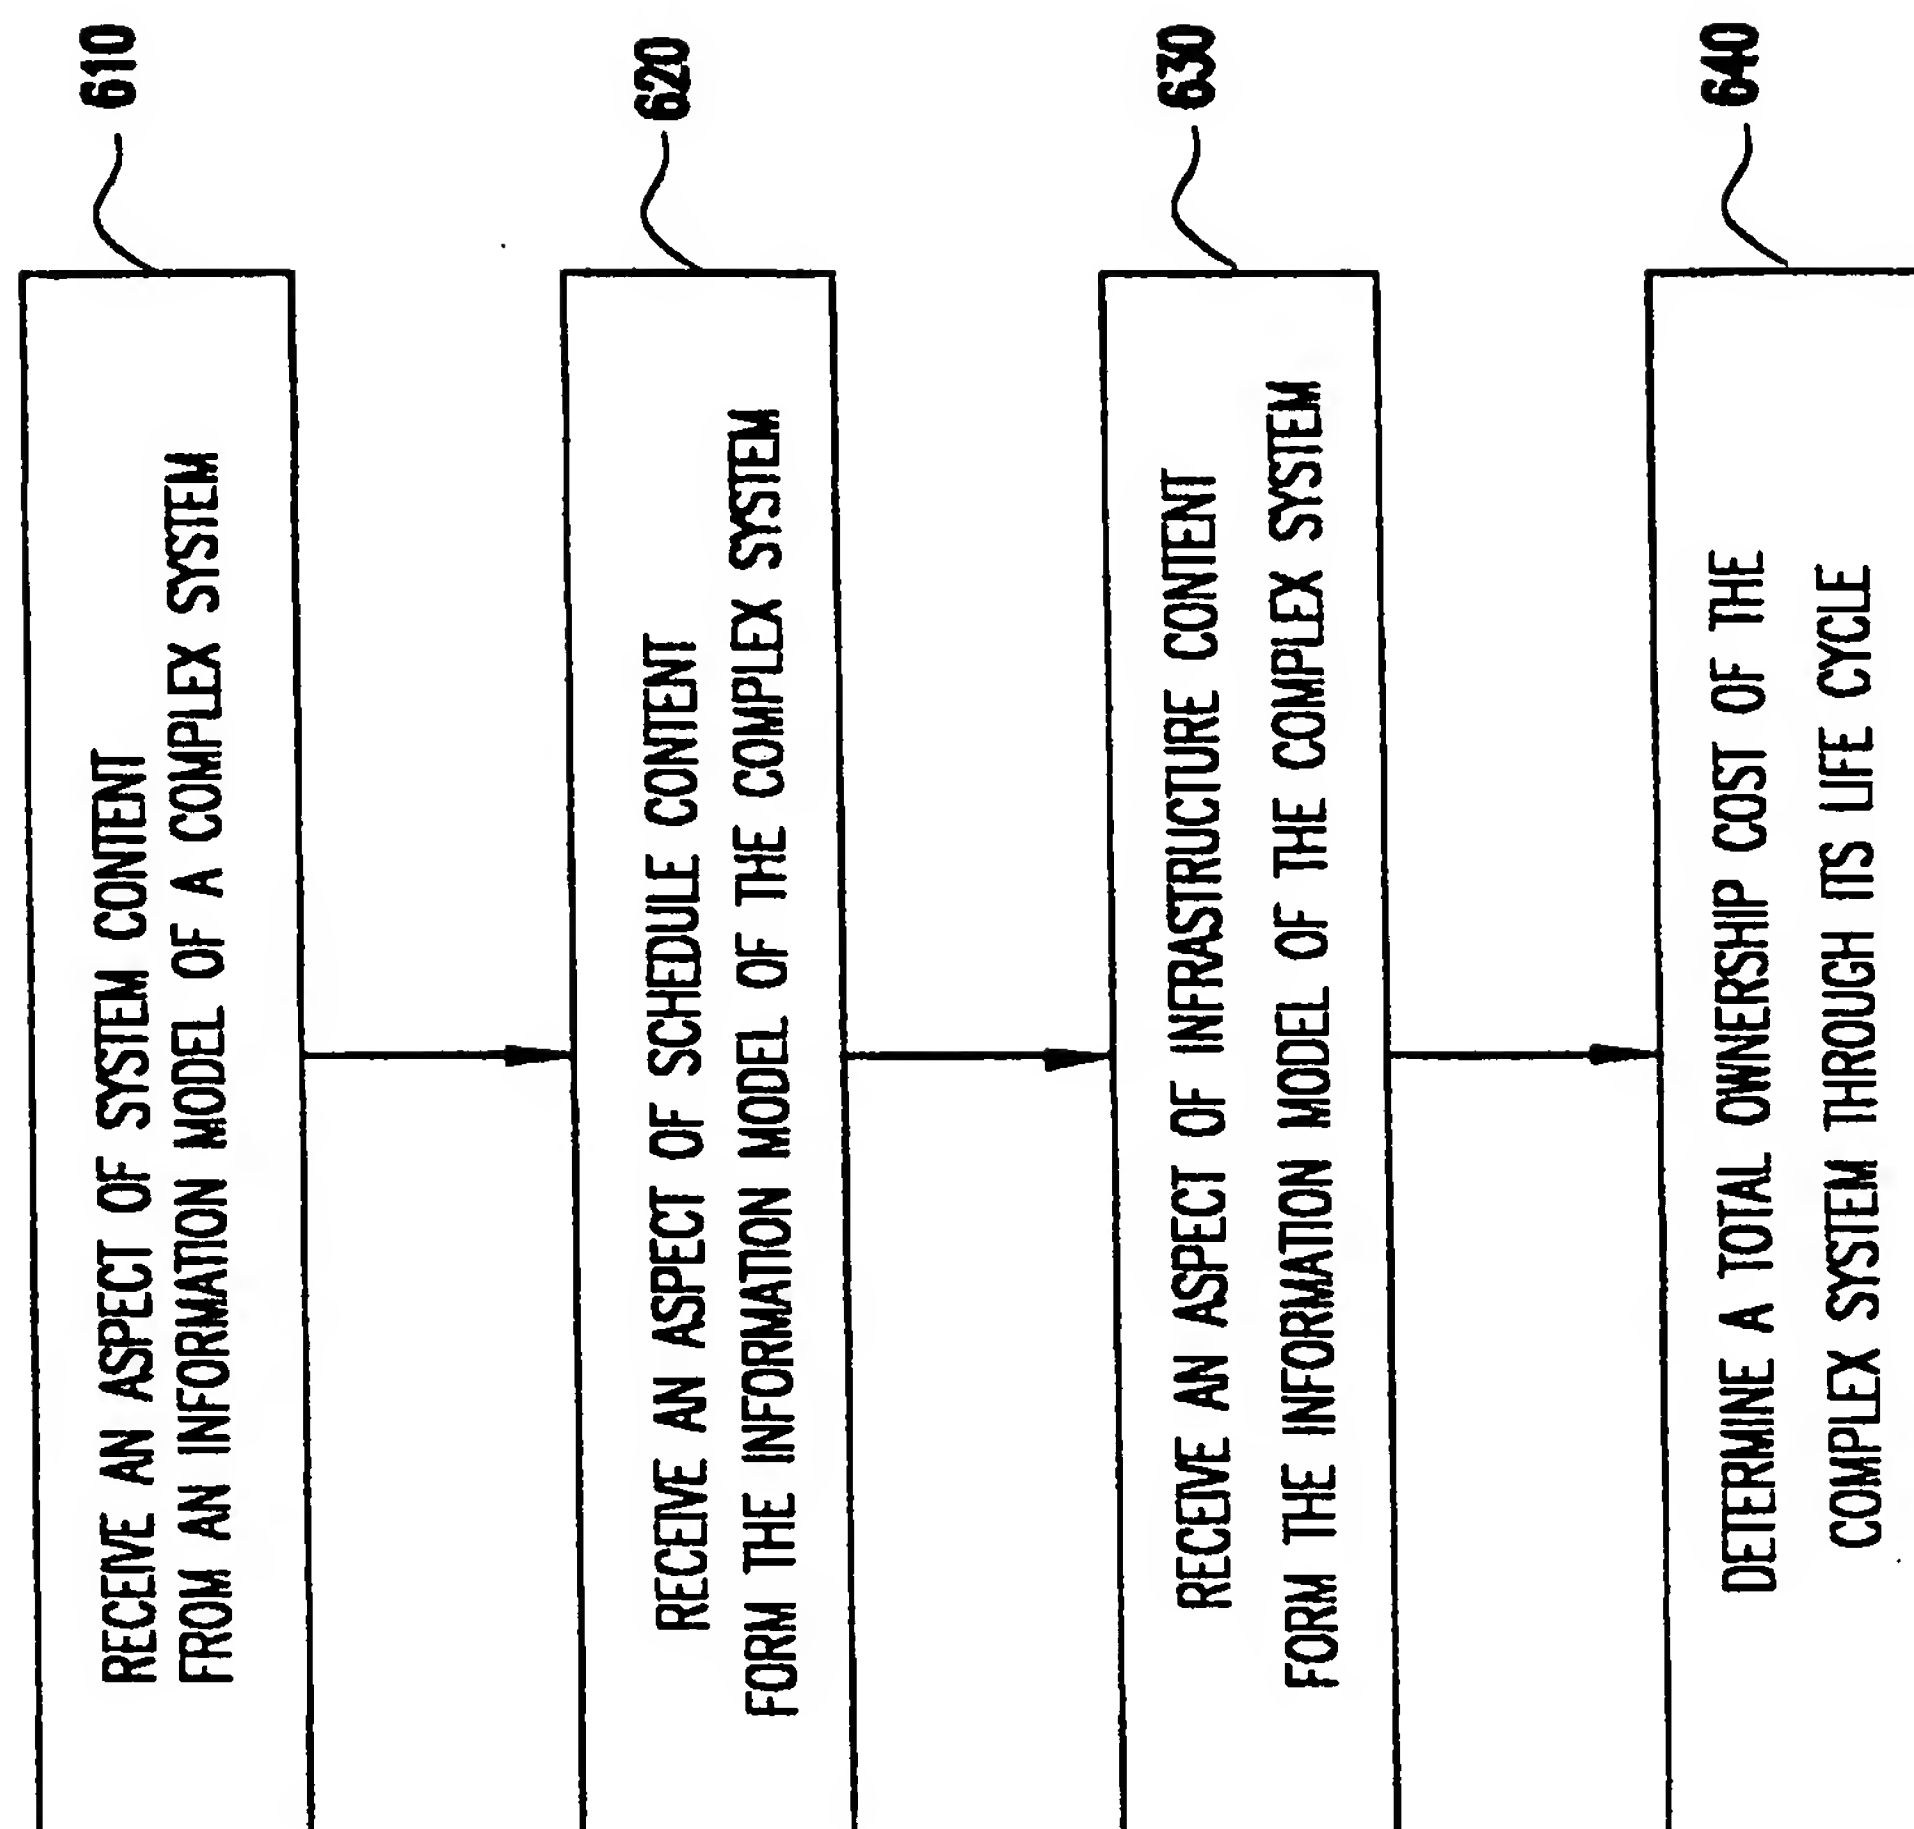 610
RECEIVE AN ASPECT OF SYSTEM CONTENT
FROM AN INFORMATION MODEL OF A COMPLEX SYSTEM
620
RECEIVE AN ASPECT OF SCHEDULE CONTENT
FORM THE INFORMATION MODEL OF THE COMPLEX SYSTEM
630
RECEIVE AN ASPECT OF INFRASTRUCTURE CONTENT
FORM THE INFORMATION MODEL OF THE COMPLEX SYSTEM
640
DETERMINE A TOTAL OWNERSHIP COST OF THE
COMPLEX SYSTEM THROUGH ITS LIFE CYCLE